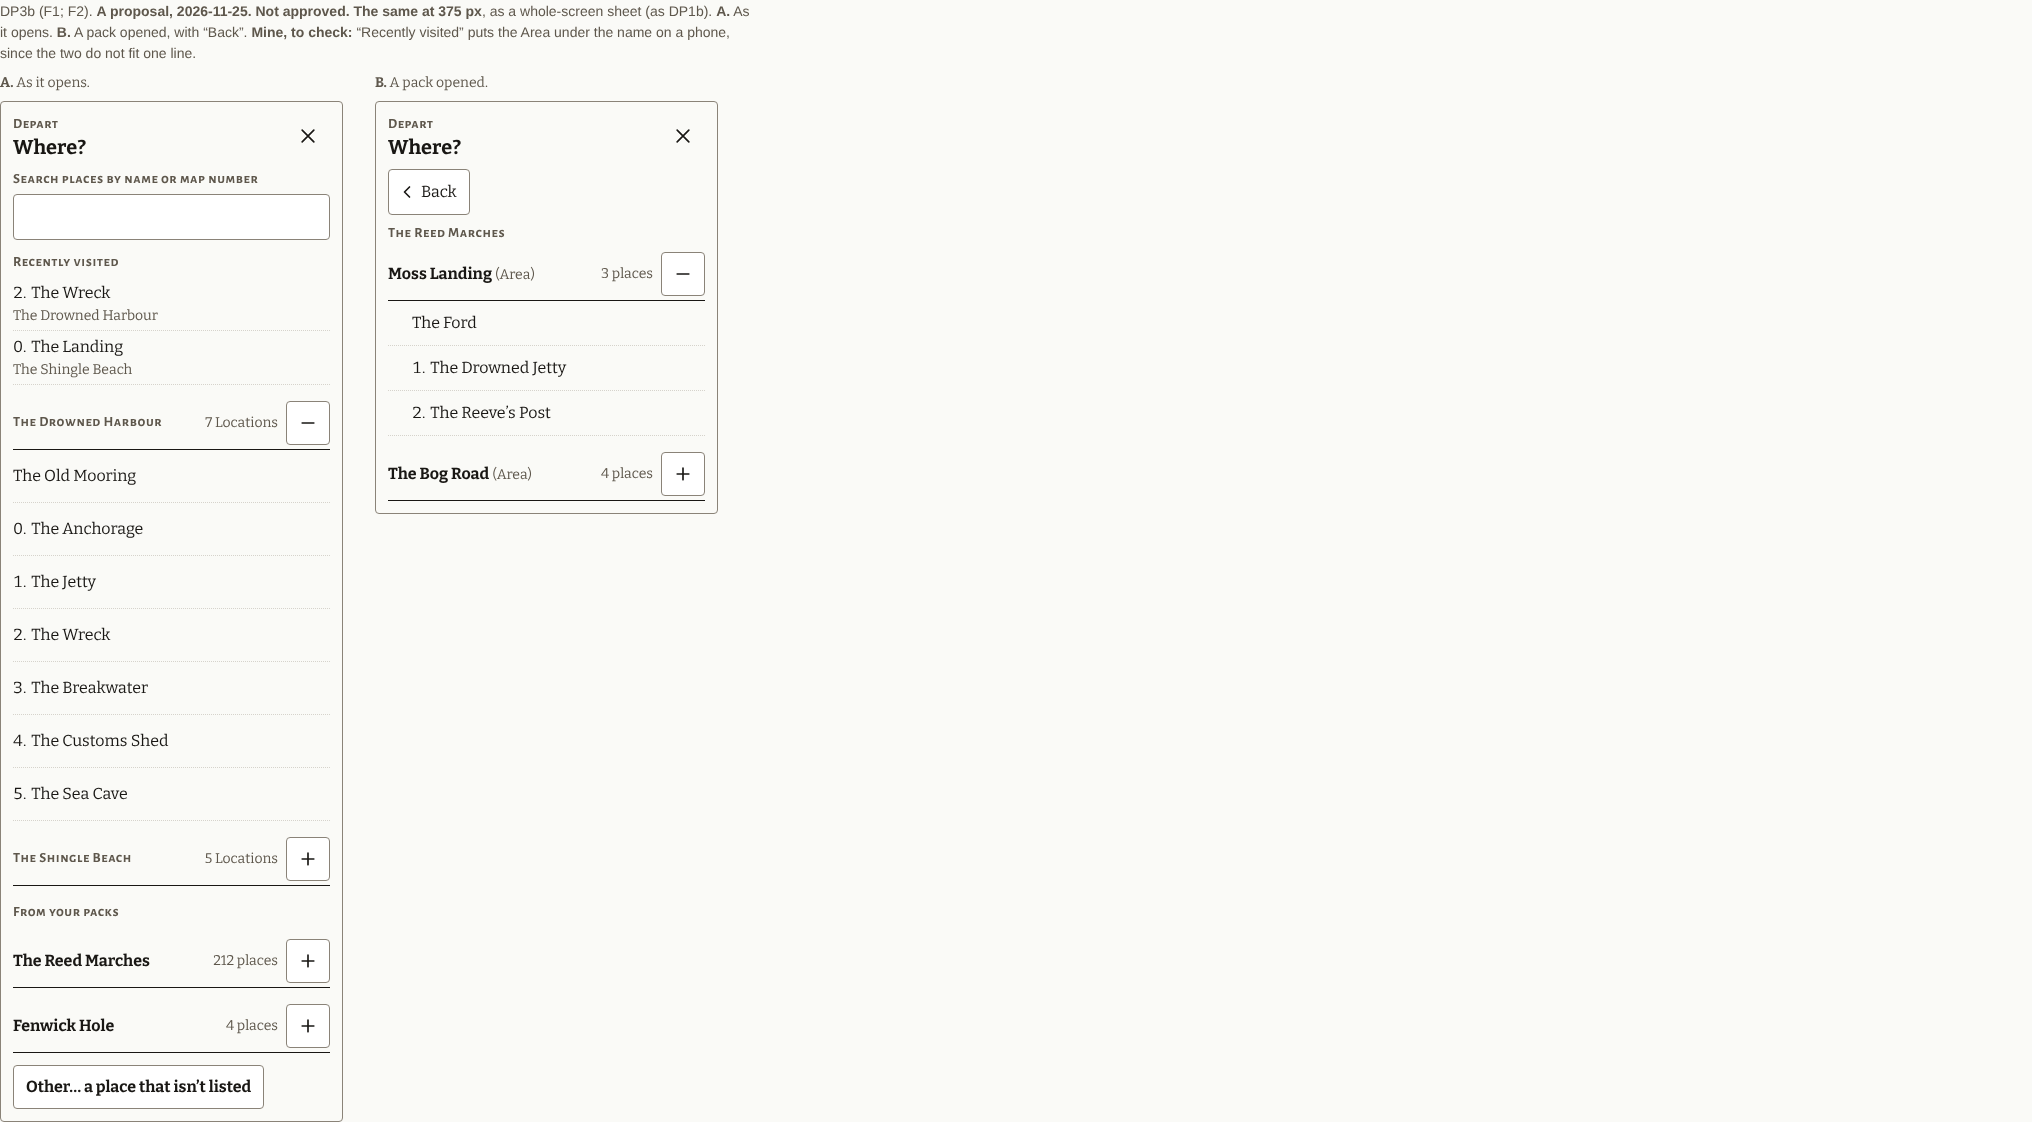 DP3b (F1; F2). A proposal, 2026-11-25. Not approved. The same at 375 px, as a whole-screen sheet (as DP1b). A. As
it opens. B. A pack opened, with “Back”. Mine, to check: “Recently visited” puts the Area under the name on a phone,
since the two do not fit one line.
A. As it opens.
Depart
Where?
Search places by name or map number
Recently visited
2. The Wreck
The Drowned Harbour
0. The Landing
The Shingle Beach
The Drowned Harbour 7 Locations
The Old Mooring
0. The Anchorage
1. The Jetty
2. The Wreck
3. The Breakwater
4. The Customs Shed
5. The Sea Cave
The Shingle Beach 5 Locations
From your packs
The Reed Marches 212 places
Fenwick Hole 4 places
Other… a place that isn’t listed
B. A pack opened.
Depart
Where?
Back
The Reed Marches
Moss Landing (Area) 3 places
The Ford
1. The Drowned Jetty
2. The Reeve’s Post
The Bog Road (Area) 4 places